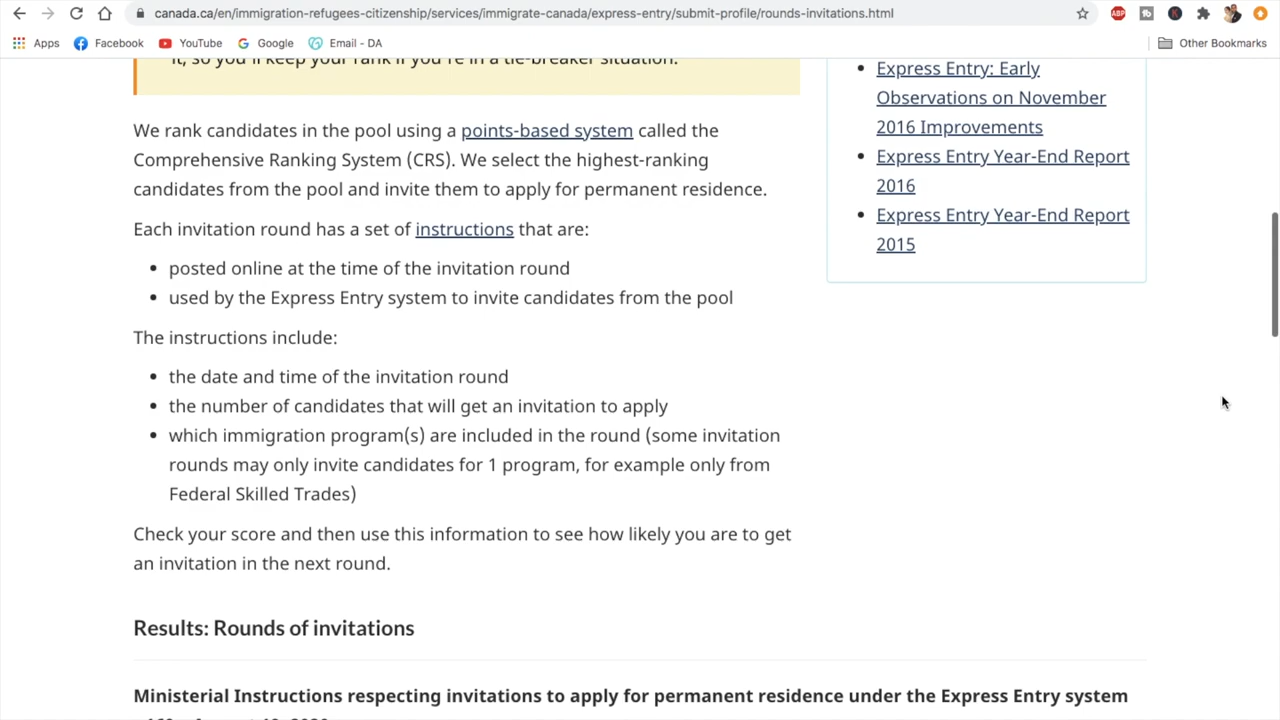 canada.ca/en/immigration-refugees-citizenship/services/immigrate-canada/express-entry/submit-profile/rounds-invitations.html
ABP
K
Apps
Facebook
YouTube
Google
Email - DA
Other Bookmarks
it, so you'll keep your rank if you're in a tie-breaker situation.
We rank candidates in the pool using a points-based system called the
Comprehensive Ranking System (CRS). We select the highest-ranking
candidates from the pool and invite them to apply for permanent residence.
Each invitation round has a set of instructions that are:
• posted online at the time of the invitation round
• used by the Express Entry system to invite candidates from the pool
The instructions include:
• the date and time of the invitation round
• the number of candidates that will get an invitation to apply
• which immigration program(s) are included in the round (some invitation
rounds may only invite candidates for 1 program, for example only from
Federal Skilled Trades)
Check your score and then use this information to see how likely you are to get
an invitation in the next round.
Results: Rounds of invitations
Ministerial Instructions respecting invitations to apply for permanent residence under the Express Entry system
• Express Entry: Early
Observations on November
2016 Improvements
• Express Entry Year-End Report
2016
• Express Entry Year-End Report
2015